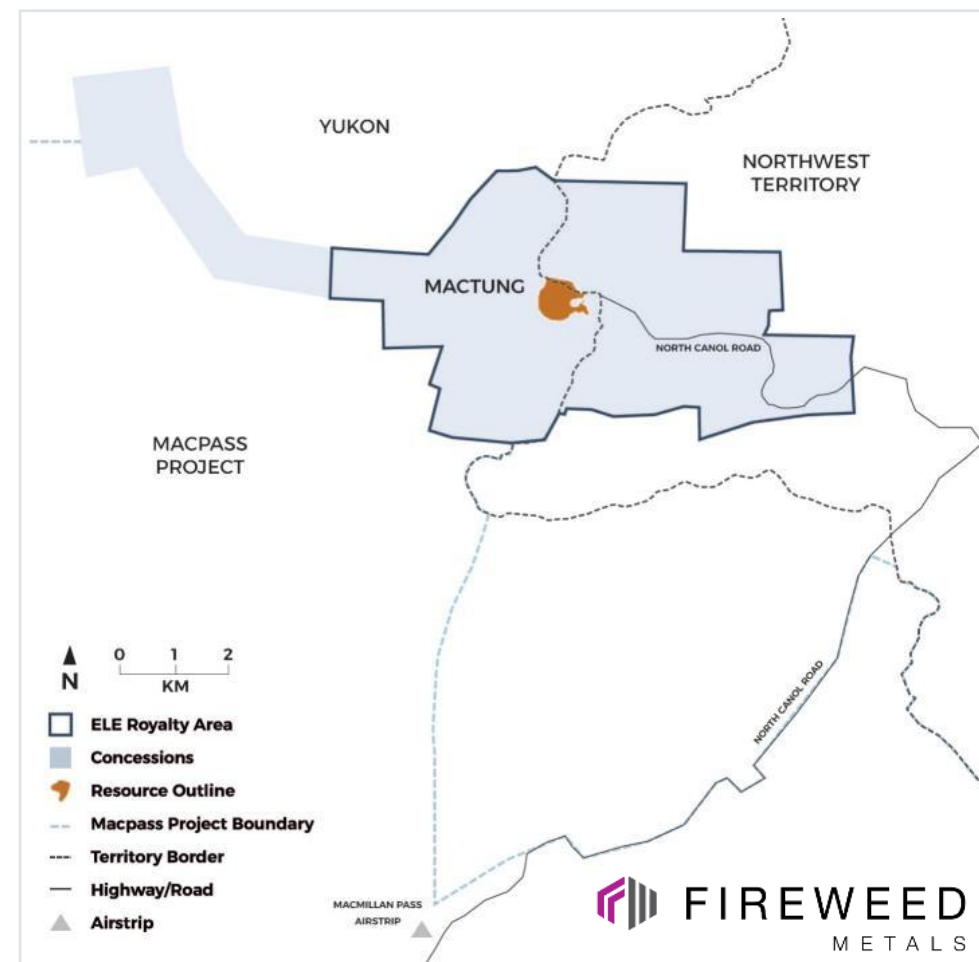 YUKON
NORTHWEST
TERRITORY
MACTUNG
NORTH CANOL ROAD
MACPASS
PROJECT
N
0 1 2
KM
ELE Royalty Area
Concessions
Resource Outline
Macpass Project Boundary
Territory Border
Highway/Road
Airstrip
NORTH CANOL ROAD
MACMILLAN PASS
AIRSTRIP
FIREWEED
METALS